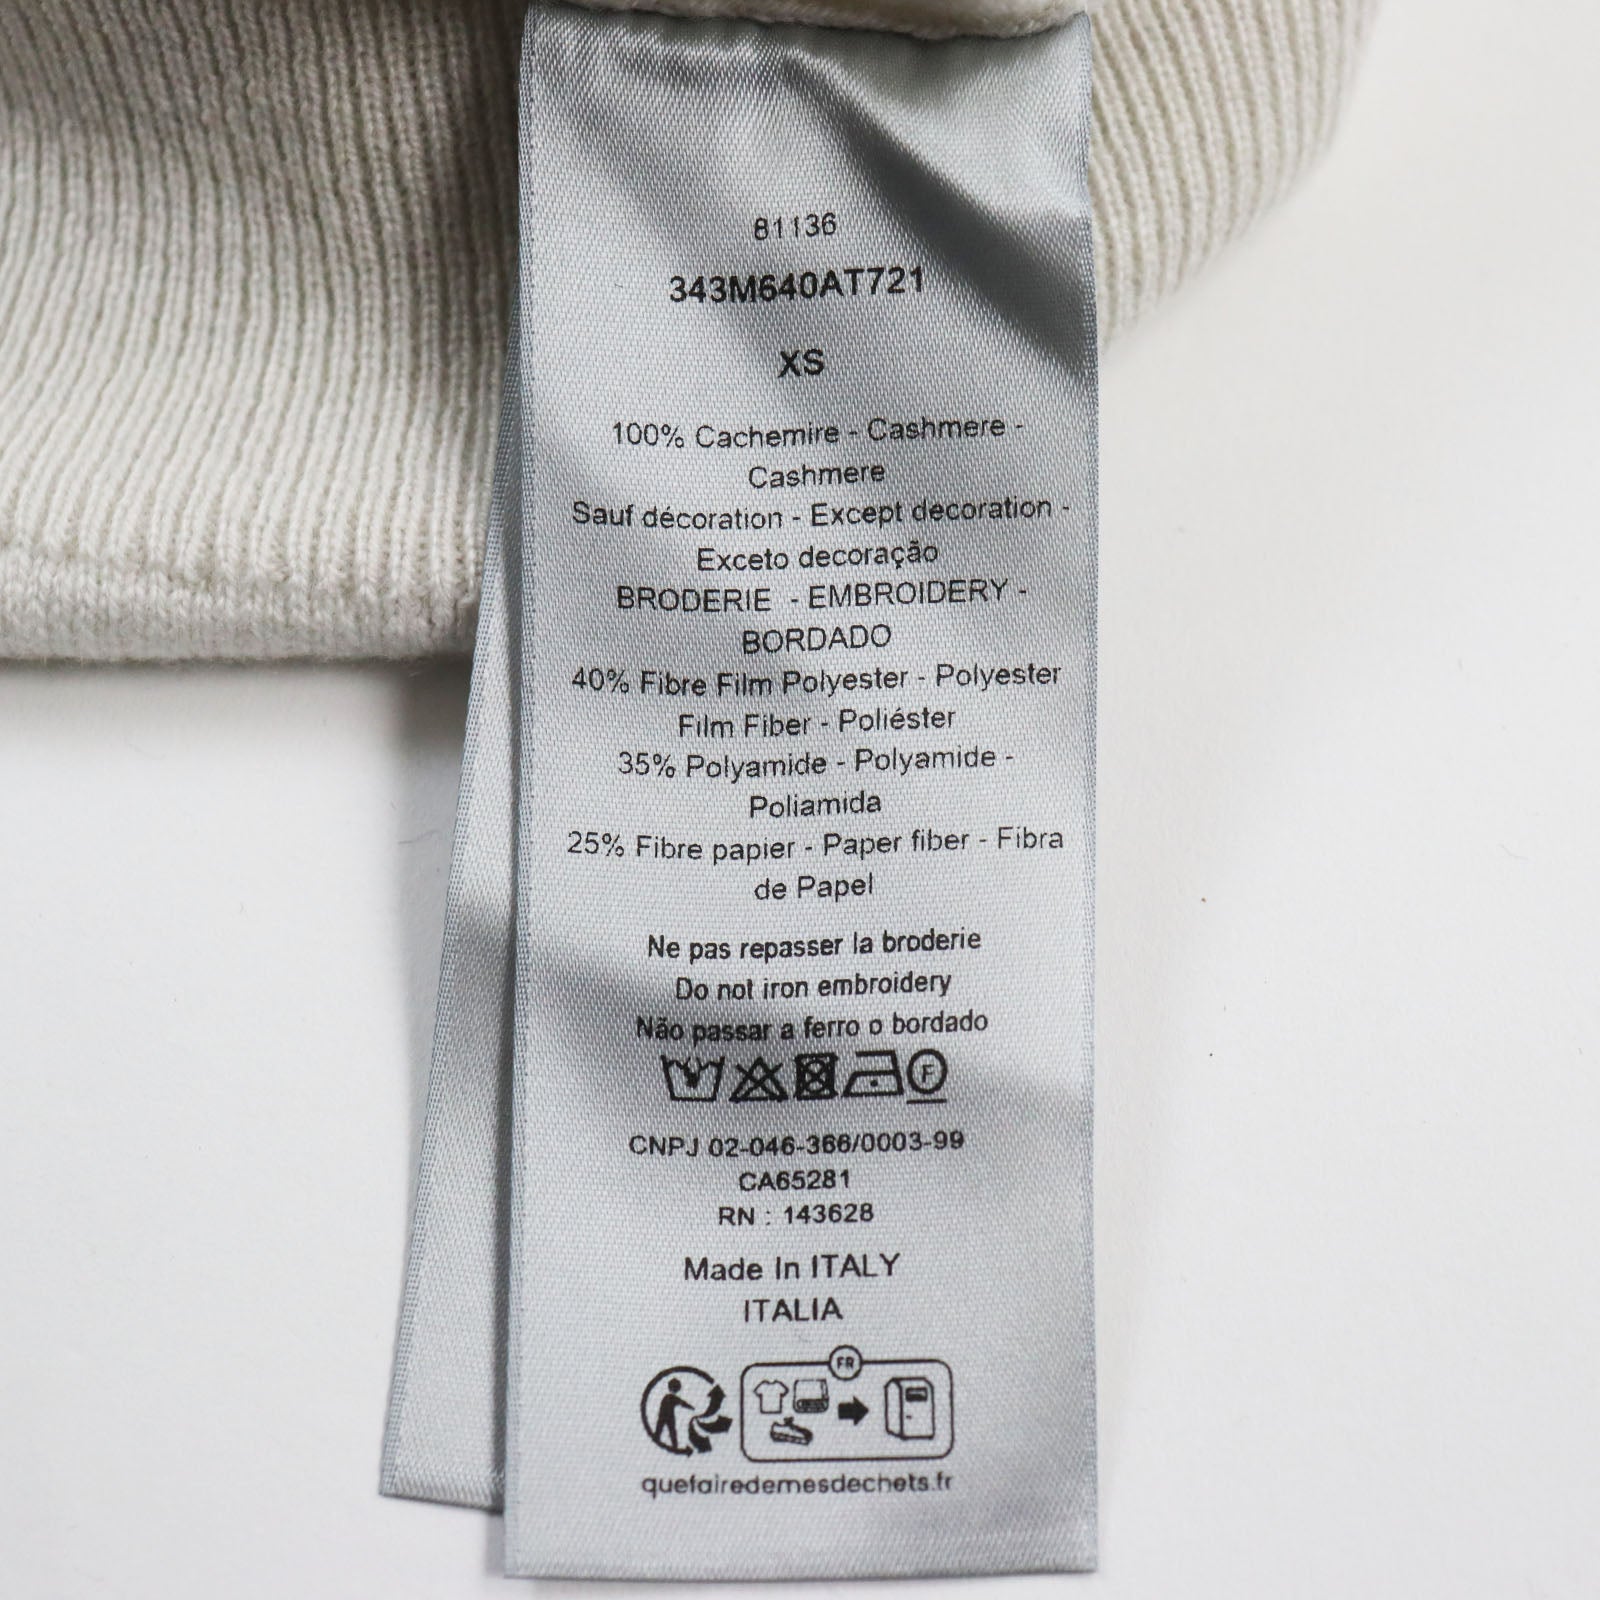 81136
343M640AT721
XS
100% Cachemire - Cashmere -
Cashmere
Sauf décoration - Except decoration -
Exceto decoração
BRODERIE - EMBROIDERY -
BORDADO
40% Fibre Film Polyester - Polyester
Film Fiber - Poliéster
35% Polyamide - Polyamide -
Poliamida
25% Fibre papier - Paper fiber - Fibra
de Papel
Ne pas repasser la broderie
Do not iron embroidery
Não passar a ferro o bordado
F
CNPJ 02-046-366/0003-99
CA65281
RN : 143628
Made In ITALY
ITALIA
FR
quefairedemesdechets.fr